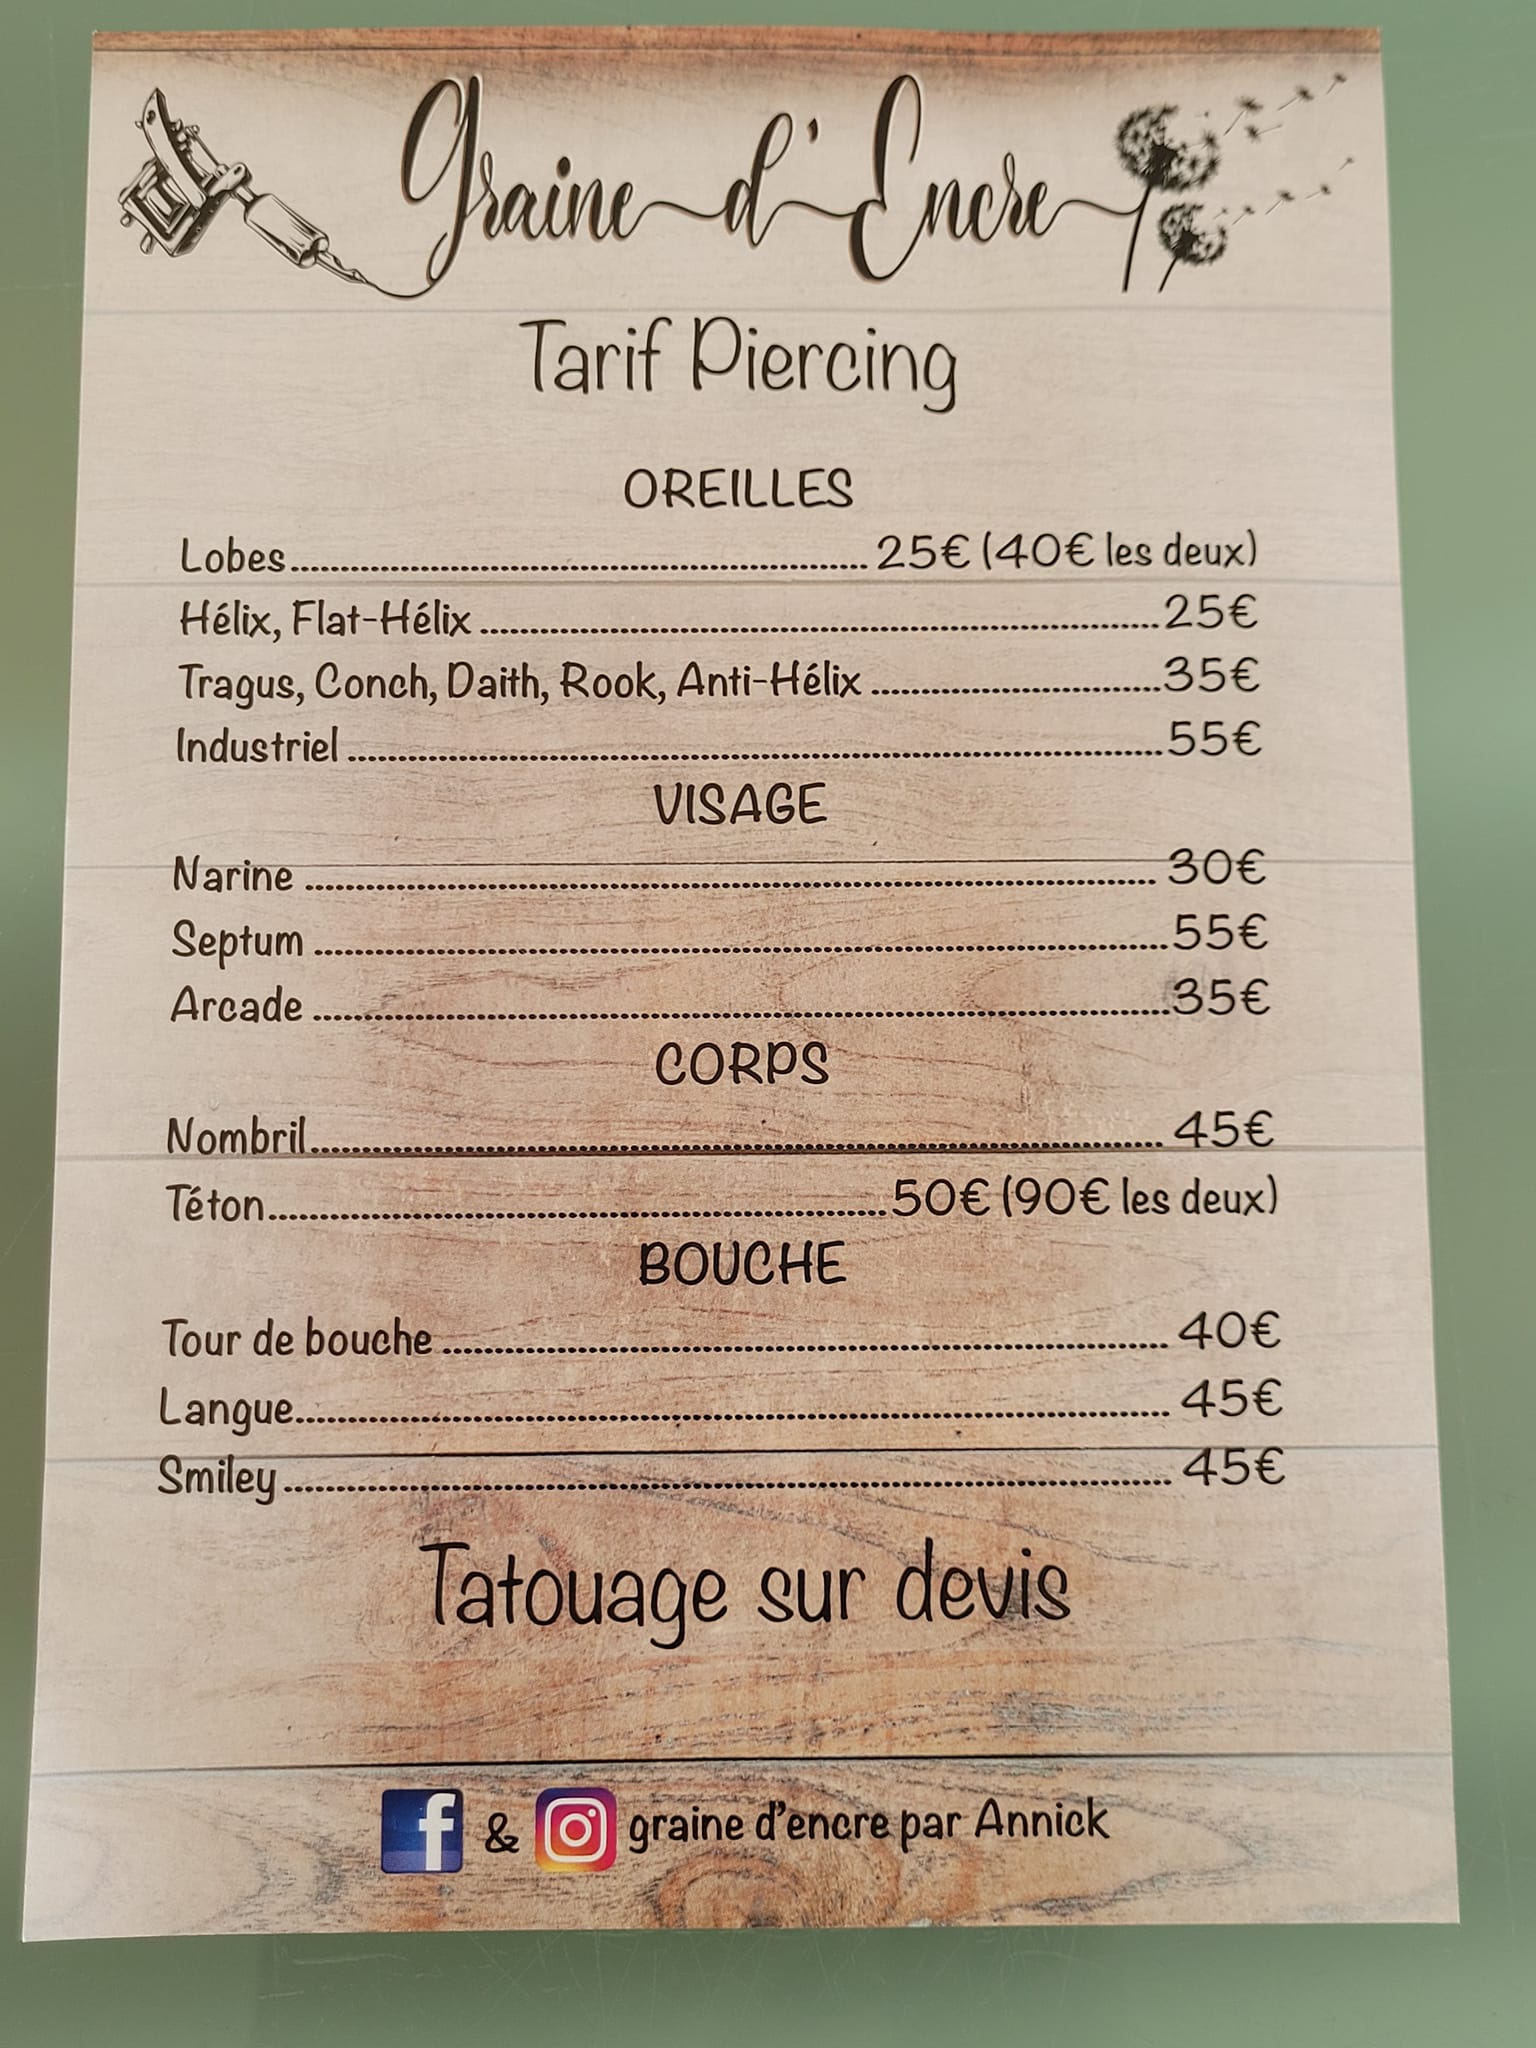 Graine d'Encre
Tarif Piercing
OREILLES
Lobes.......... 25€ (40€ les deux)
Hélix, Flat-Hélix..........25€
Tragus, Conch, Daith, Rook, Anti-Hélix..........35€
Industriel..........55€
VISAGE
Narine.......... 30€
Septum..........55€
Arcade..........35€
CORPS
Nombril.......... 45€
Téton..........50€ (90€ les deux)
BOUCHE
Tour de bouche.......... 40€
Langue.......... 45€
Smiley.......... 45€
Tatouage sur devis
f & graine d'encre par Annick